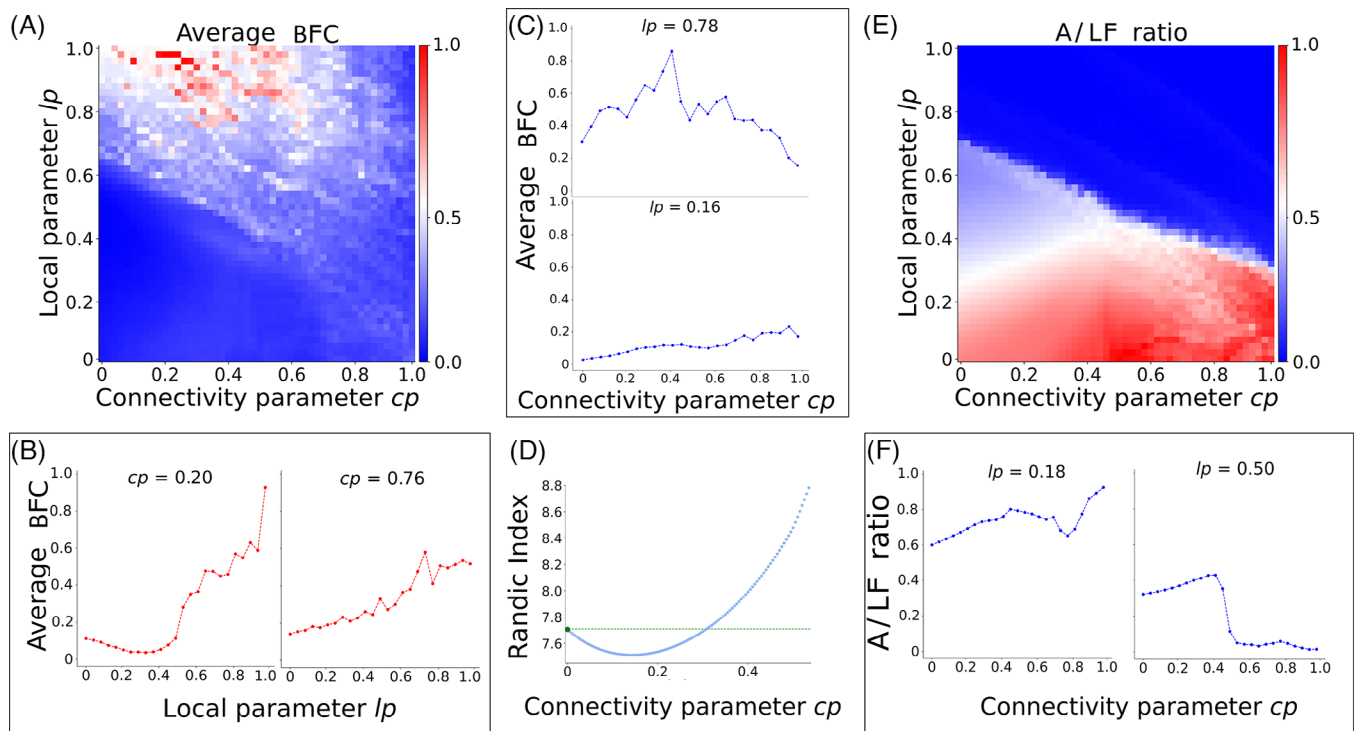 (A)
Average BFC
Local parameter lp
1.0
0.8
0.6
0.4
0.2
0
0 0.2 0.4 0.6 0.8 1.0
Connectivity parameter cp
1.0
0.5
0.0
(C)
lp = 0.78
Average BFC
1.0
0.8
0.6
0.4
0.2
0
lp = 0.16
1.0
0.8
0.6
0.4
0.2
0
0 0.2 0.4 0.6 0.8 1.0
Connectivity parameter cp
(E)
A/LF ratio
Local parameter lp
1.0
0.8
0.6
0.4
0.2
0
0 0.2 0.4 0.6 0.8 1.0
Connectivity parameter cp
1.0
0.5
0.0
(B)
cp = 0.20
cp = 0.76
Average BFC
1.0
0.8
0.6
0.4
0.2
0
0 0.2 0.4 0.6 0.8 1.0
0 0.2 0.4 0.6 0.8 1.0
Local parameter lp
(D)
Randic Index
8.8
8.6
8.4
8.2
8.0
7.8
7.6
0 0.2 0.4
Connectivity parameter cp
(F)
lp = 0.18
lp = 0.50
A/LF ratio
1.0
0.8
0.6
0.4
0.2
0
0 0.2 0.4 0.6 0.8 1.0
0 0.2 0.4 0.6 0.8 1.0
Connectivity parameter cp